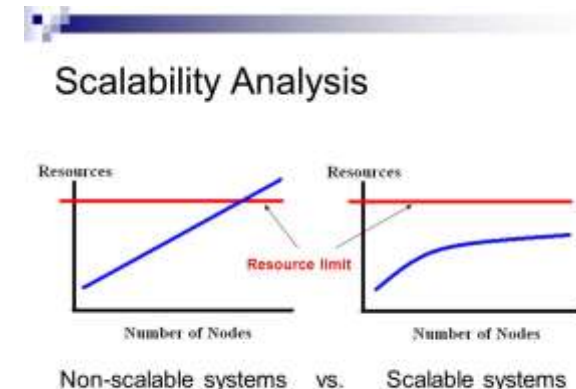 Scalability Analysis
Resources
Resources
Resource limit
Number of Nodes
Number of Nodes
Non-scalable systems vs. Scalable systems